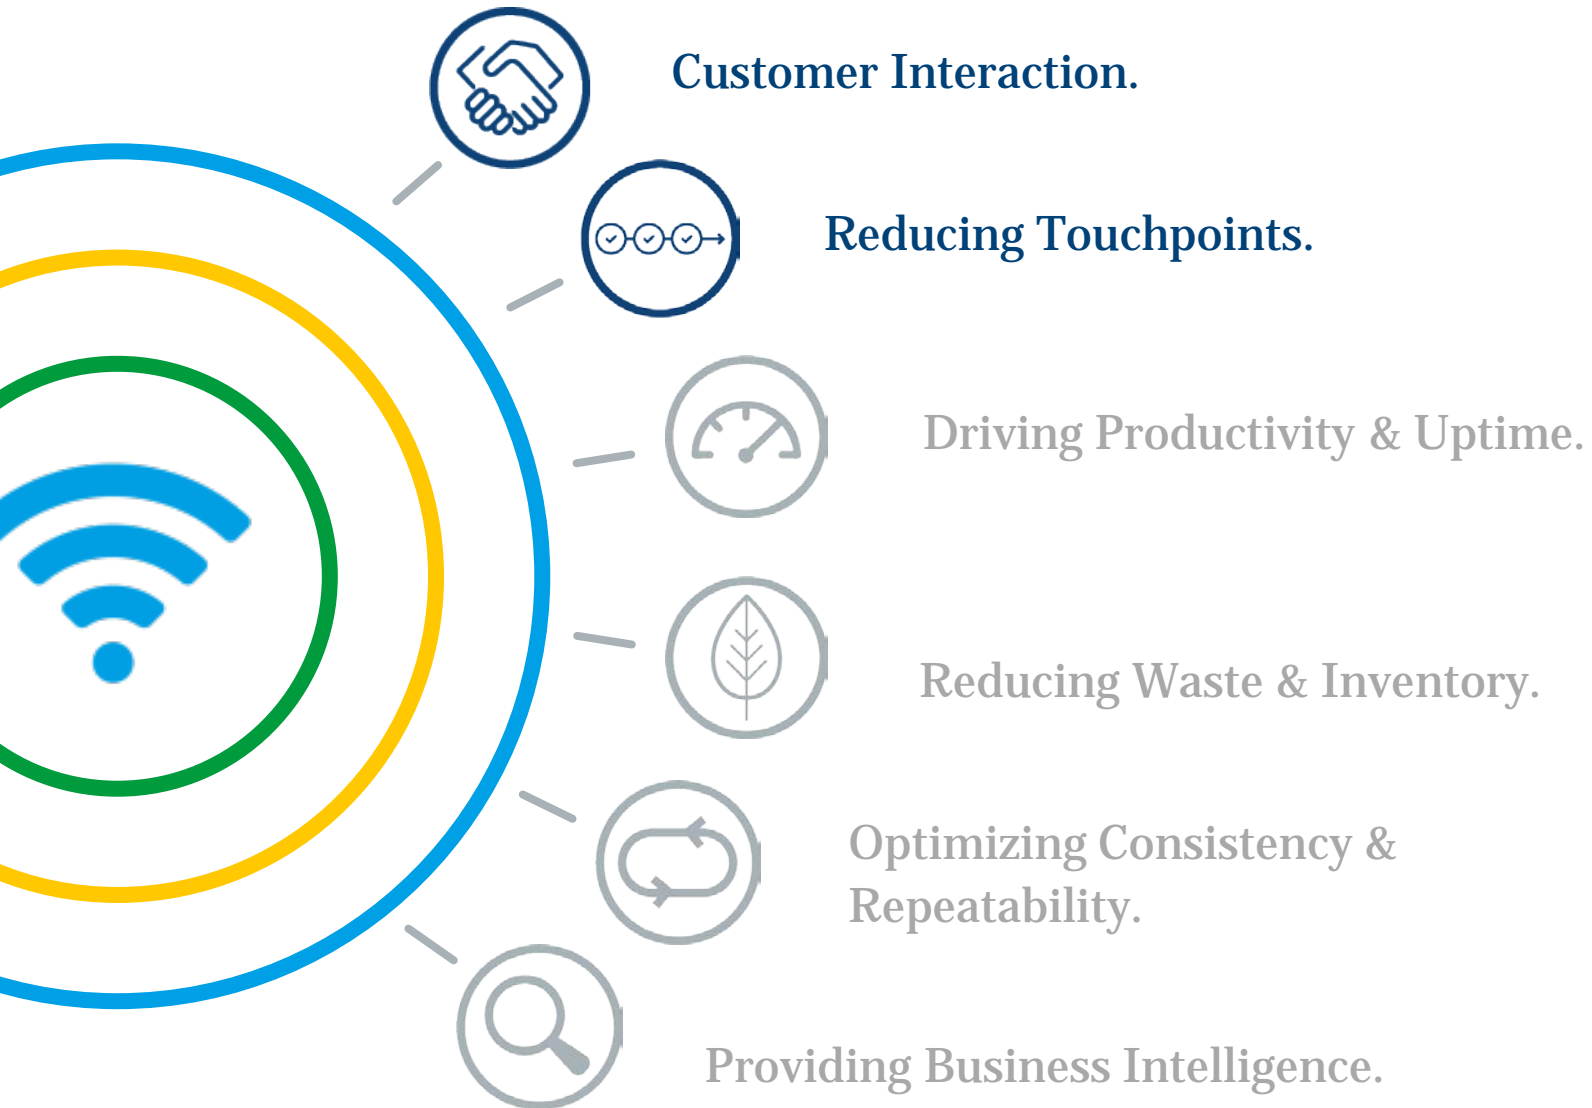 Customer Interaction.
Reducing Touchpoints.
Driving Productivity & Uptime.
Reducing Waste & Inventory.
Optimizing Consistency &
Repeatability.
Providing Business Intelligence.